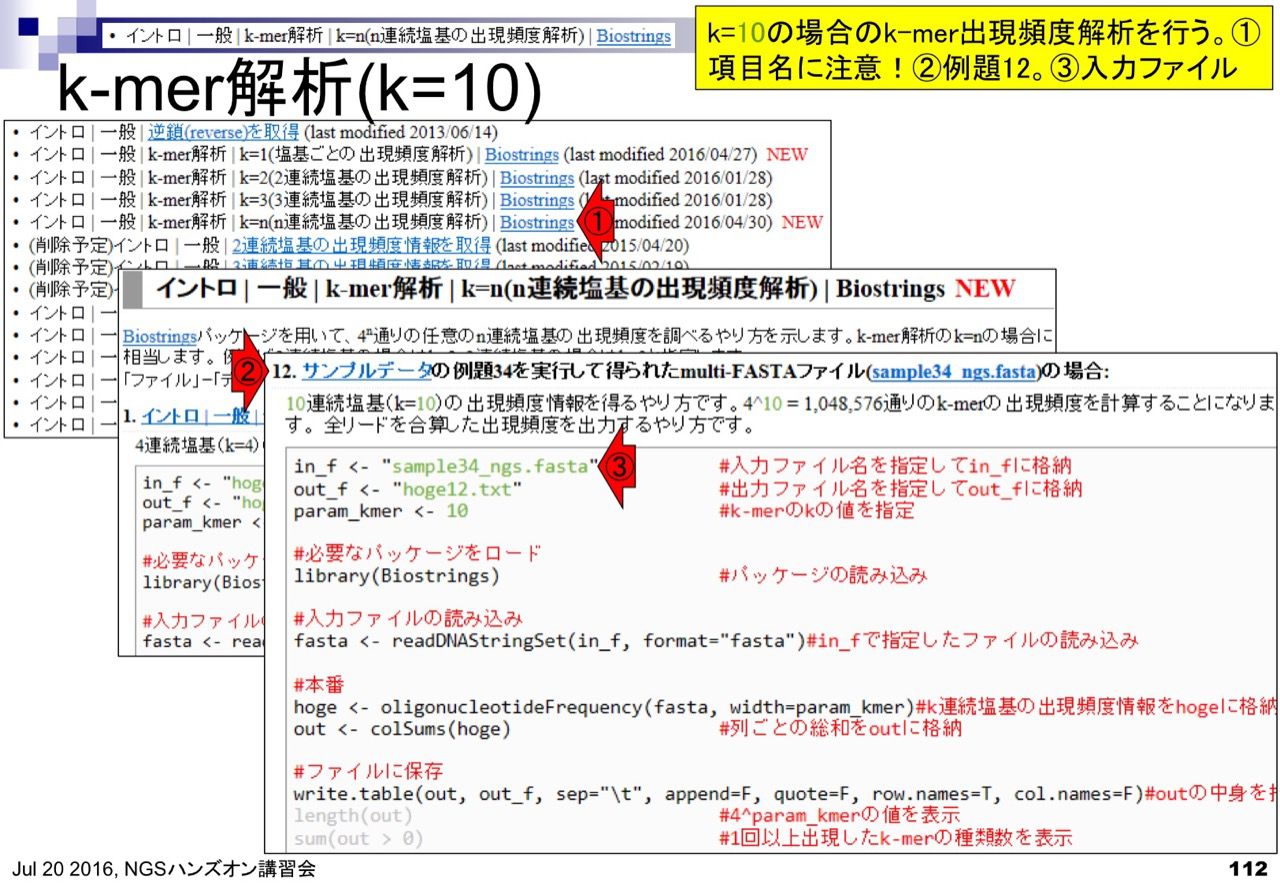 • イントロ | 一般 | k-mer解析 | k=n(n連続塩基の出現頻度解析) | Biostrings
k=10の場合のk-mer出現頻度解析を行う。①
項目名に注意！②例題12。③入力ファイル
k-mer解析(k=10)
• イントロ | 一般 | 逆鎖(reverse)を取得 (last modified 2013/06/14)
• イントロ | 一般 | k-mer解析 | k=1(塩基ごとの出現頻度解析) | Biostrings (last modified 2016/04/27) NEW
• イントロ | 一般 | k-mer解析 | k=2(2連続塩基の出現頻度解析) | Biostrings (last modified 2016/01/28)
• イントロ | 一般 | k-mer解析 | k=3(3連続塩基の出現頻度解析) | Biostrings (last modified 2016/01/28)
• イントロ | 一般 | k-mer解析 | k=n(n連続塩基の出現頻度解析) | Biostrings ① modified 2016/04/30) NEW
• (削除予定)イントロ | 一般 | 2連続塩基の出現頻度情報を取得 (last modified 2015/04/20)
• (削除予定)イントロ | 一般 | 3連続塩基の出現頻度情報を取得 (last modified 2015/02/19)
• (削除予定)
• イントロ | 一
• イントロ | 一
• イントロ | 一
• イントロ | 一
• イントロ | 一
• イントロ | 一
イントロ | 一般 | k-mer解析 | k=n(n連続塩基の出現頻度解析) | Biostrings NEW
Biostringsパッケージを用いて、4^n通りの任意のn連続塩基の出現頻度を調べるやり方を示します。k-mer解析のk=nの場合に
相当します。
「ファイル」-「デ
1. イントロ | 一般 |
4連続塩基(k=4)
in_f <- "hog
out_f <- "ho
param_kmer <
#必要なパッケ
library(Bios
#入力ファイル
fasta <- rea
②
12. サンプルデータの例題34を実行して得られたmulti-FASTAファイル(sample34_ngs.fasta)の場合:
10連続塩基(k=10)の出現頻度情報を得るやり方です。4^10 = 1,048,576通りのk-merの出現頻度を計算することになりま
す。全リードを合算した出現頻度を出力するやり方です。
in_f <- "sample34_ngs.fasta" ③ #入力ファイル名を指定してin_fに格納
out_f <- "hoge12.txt" #出力ファイル名を指定してout_fに格納
param_kmer <- 10 #k-merのkの値を指定
#必要なパッケージをロード
library(Biostrings) #パッケージの読み込み
#入力ファイルの読み込み
fasta <- readDNAStringSet(in_f, format="fasta")#in_fで指定したファイルの読み込み
#本番
hoge <- oligonucleotideFrequency(fasta, width=param_kmer)#k連続塩基の出現頻度情報をhogeに格納
out <- colSums(hoge) #列ごとの総和をoutに格納
#ファイルに保存
write.table(out, out_f, sep="\t", append=F, quote=F, row.names=T, col.names=F)#outの中身を
length(out) #4^param_kmerの値を表示
sum(out > 0) #1回以上出現したk-merの種類数を表示
Jul 20 2016, NGSハンズオン講習会
112